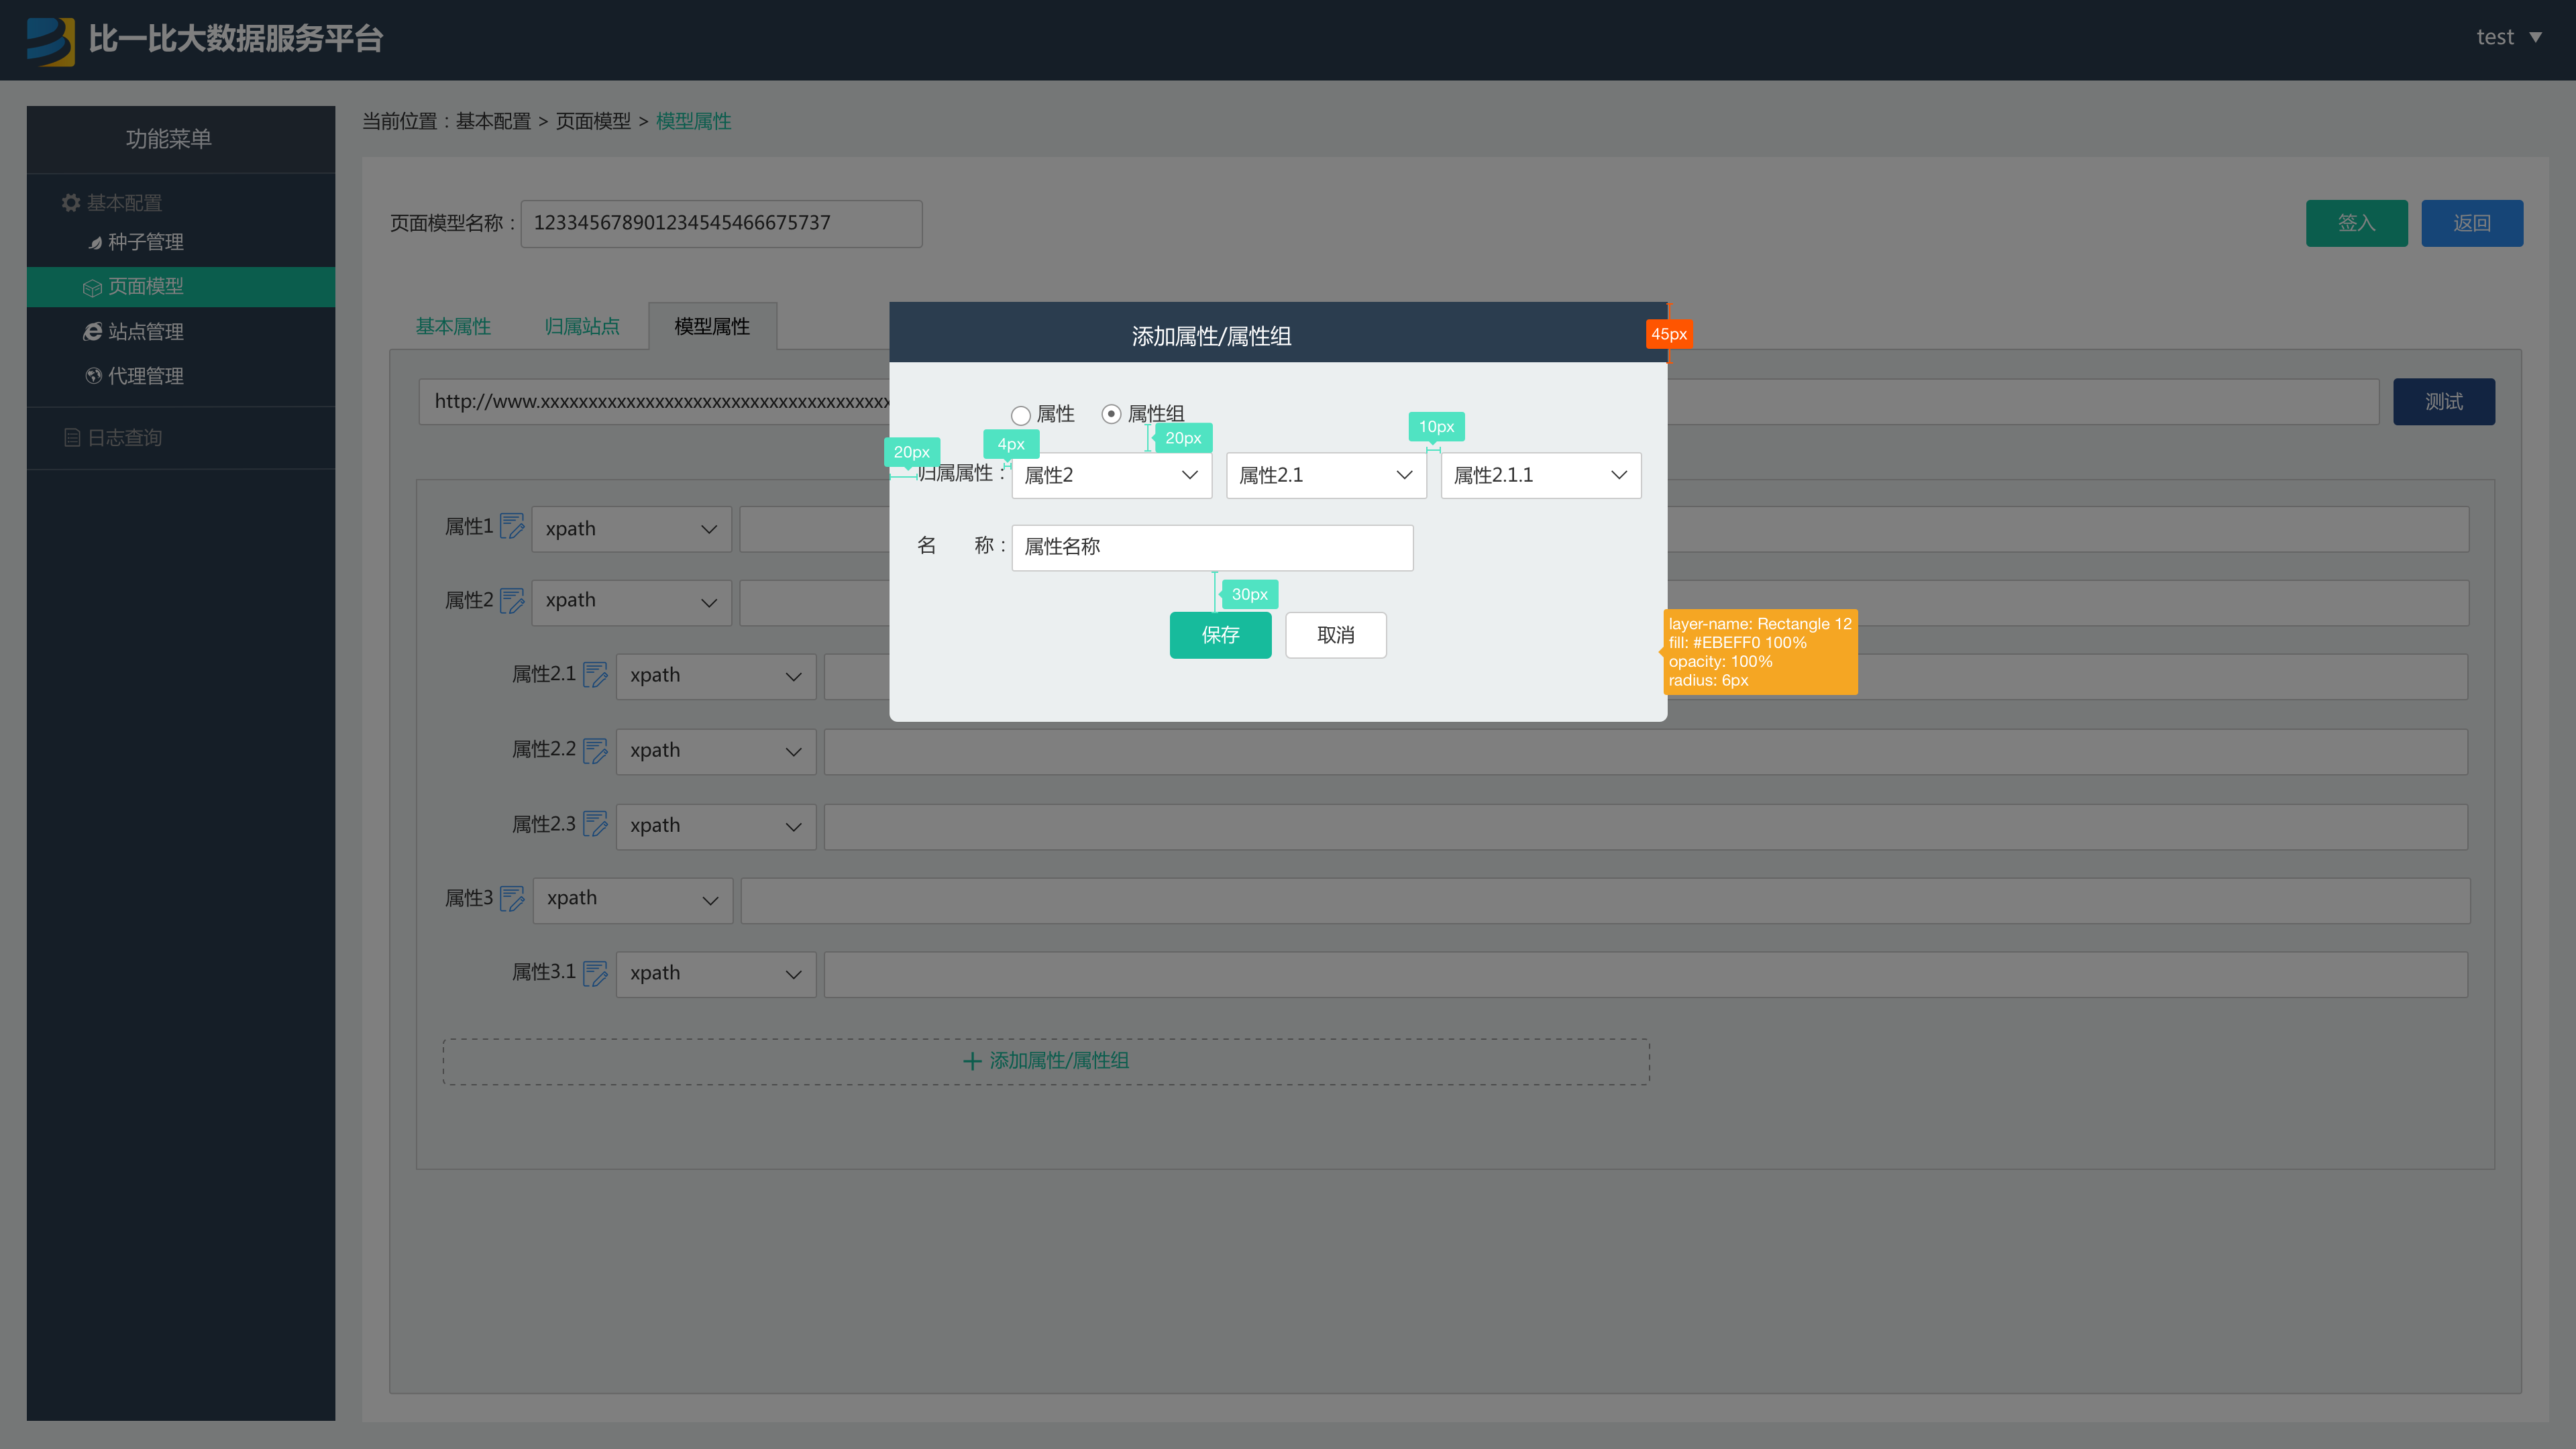 比一比大数据服务平台
test
功能菜单
基本配置
种子管理
页面模型
站点管理
代理管理
日志查询
当前位置：基本配置 > 页面模型 > 模型属性
页面模型名称：
123345678901234545466675737
签入
返回
基本属性
归属站点
模型属性
http://www.xxxxxxxxxxxxxxxxxxxxxxxxxxxxxxxxxxxx
测试
添加属性/属性组
45px
属性
属性组
20px
4px
20px
10px
归属属性：
属性2
属性2.1
属性2.1.1
名 称：
属性名称
30px
保存
取消
layer-name: Rectangle 12
fill: #EBEFF0 100%
opacity: 100%
radius: 6px
属性1
xpath
属性2
xpath
属性2.1
xpath
属性2.2
xpath
属性2.3
xpath
属性3
xpath
属性3.1
xpath
添加属性/属性组